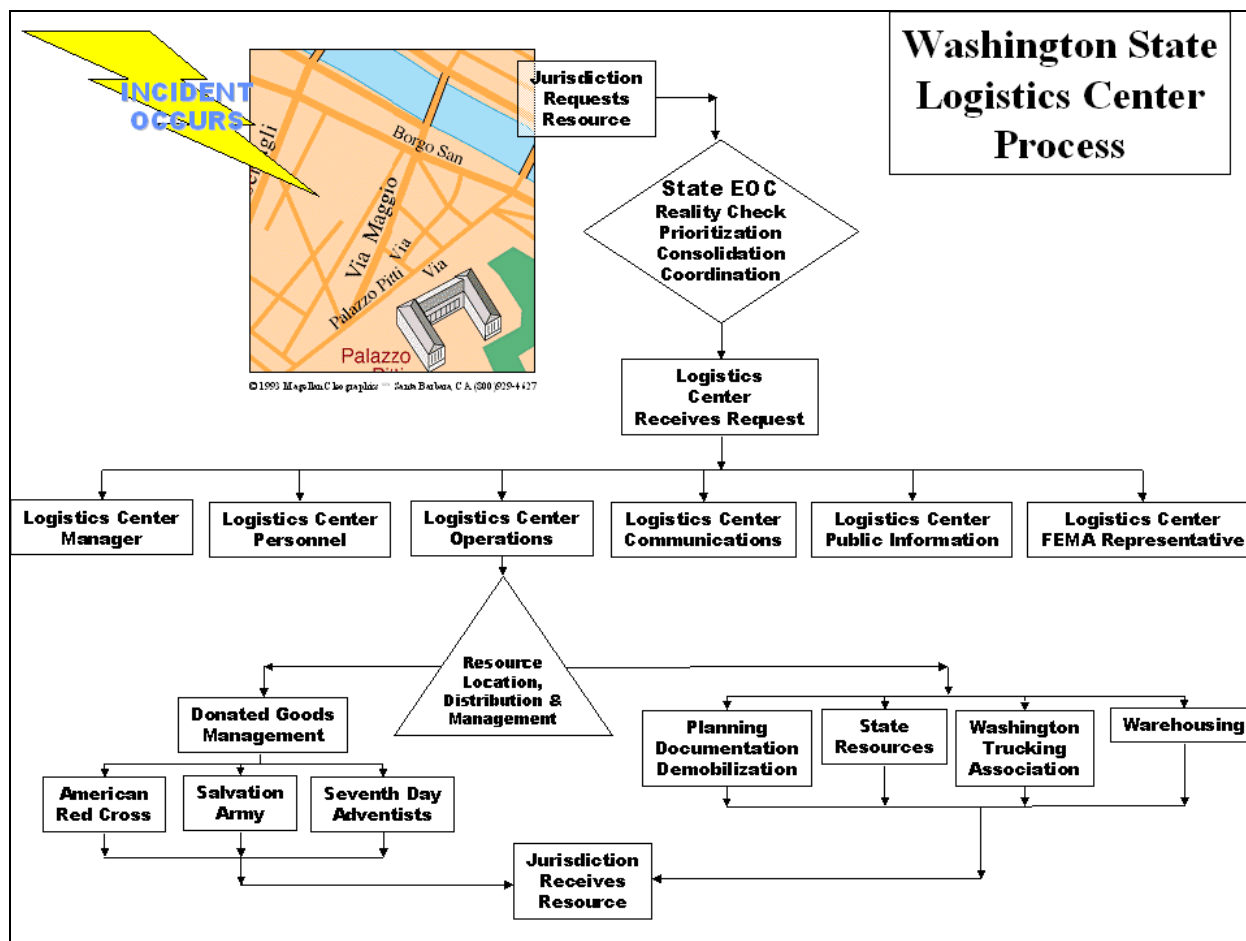 Washington State
Logistics Center
Process
INCIDENT
OCCURS
Borgo San
Via Maggio
Via
Via
Palazzo Pitti
Palazzo
Jurisdiction
Requests
Resource
State EOC
Reality Check
Prioritization
Consolidation
Coordination
Logistics
Center
Receives Request
Logistics Center
Manager
Logistics Center
Personnel
Logistics Center
Operations
Logistics Center
Communications
Logistics Center
Public Information
Logistics Center
FEMA Representative
Resource
Location,
Distribution &
Management
Donated Goods
Management
Planning
Documentation
Demobilization
State
Resources
Washington
Trucking
Association
Warehousing
American
Red Cross
Salvation
Army
Seventh Day
Adventists
Jurisdiction
Receives
Resource